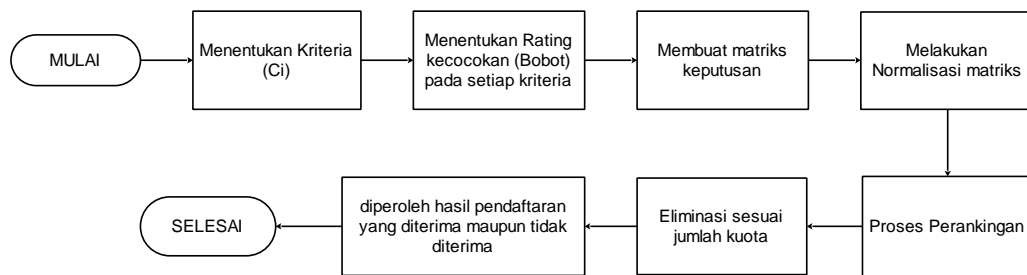 MULAI
Menentukan Kriteria
(Ci)
Menentukan Rating
kecocokan (Bobot)
pada setiap kriteria
Membuat matriks
keputusan
Melakukan
Normalisasi matriks
Proses Perankingan
Eliminasi sesuai
jumlah kuota
diperoleh hasil pendaftaran
yang diterima maupun tidak
diterima
SELESAI